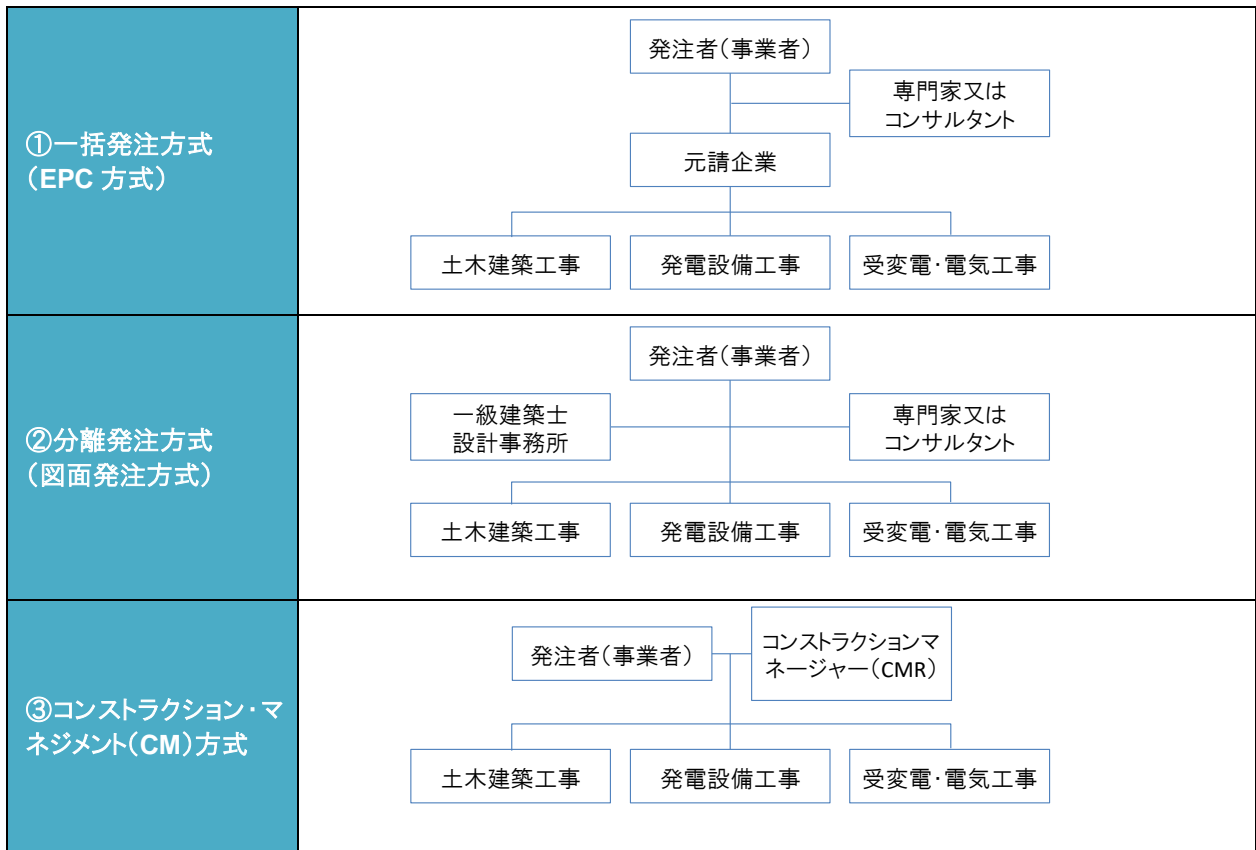 ①一括発注方式
（EPC 方式）
発注者（事業者）
専門家又は
コンサルタント
元請企業
土木建築工事
発電設備工事
受変電・電気工事
②分離発注方式
（図面発注方式）
発注者（事業者）
一級建築士
設計事務所
専門家又は
コンサルタント
土木建築工事
発電設備工事
受変電・電気工事
③コンストラクション・マ
ネジメント（CM）方式
発注者（事業者）
コンストラクションマ
ネージャー（CMR）
土木建築工事
発電設備工事
受変電・電気工事